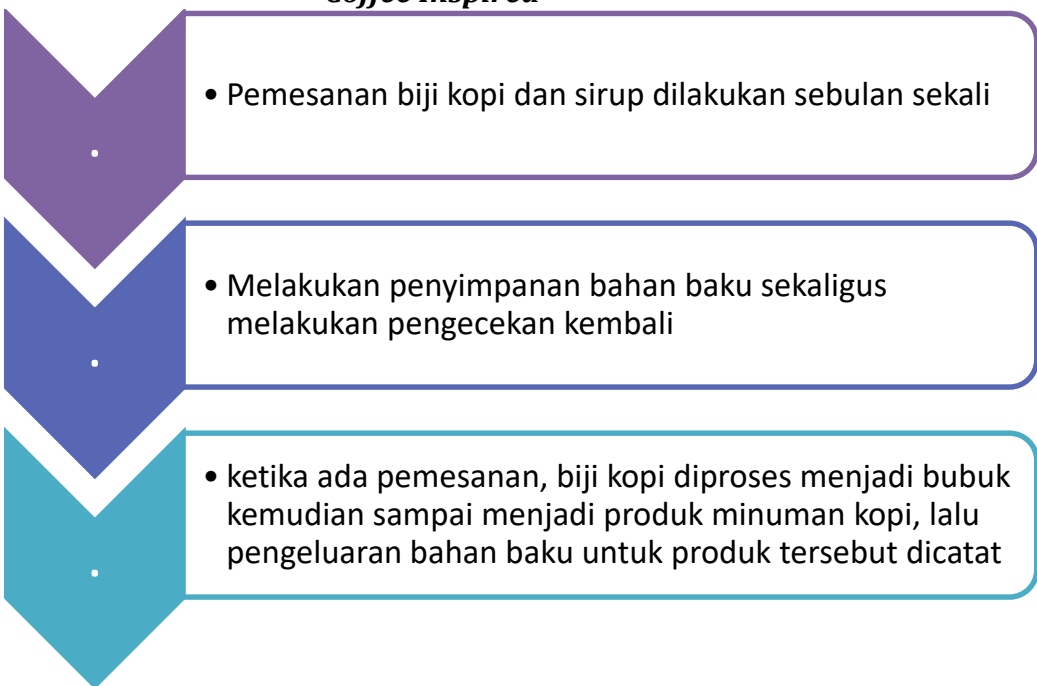 Coffee Inspired
• Pemesanan biji kopi dan sirup dilakukan sebulan sekali
• Melakukan penyimpanan bahan baku sekaligus
melakukan pengecekan kembali
• ketika ada pemesanan, biji kopi diproses menjadi bubuk
kemudian sampai menjadi produk minuman kopi, lalu
pengeluaran bahan baku untuk produk tersebut dicatat